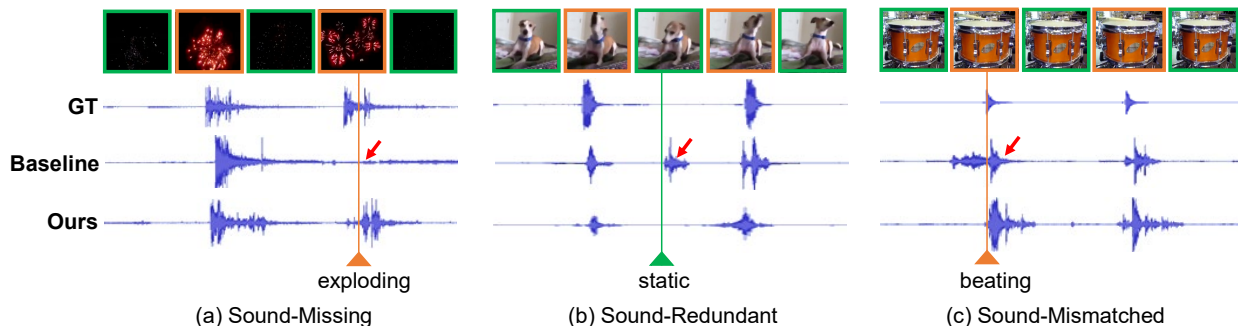 GT
Baseline
Ours
exploding
static
beating
(a) Sound-Missing
(b) Sound-Redundant
(c) Sound-Mismatched